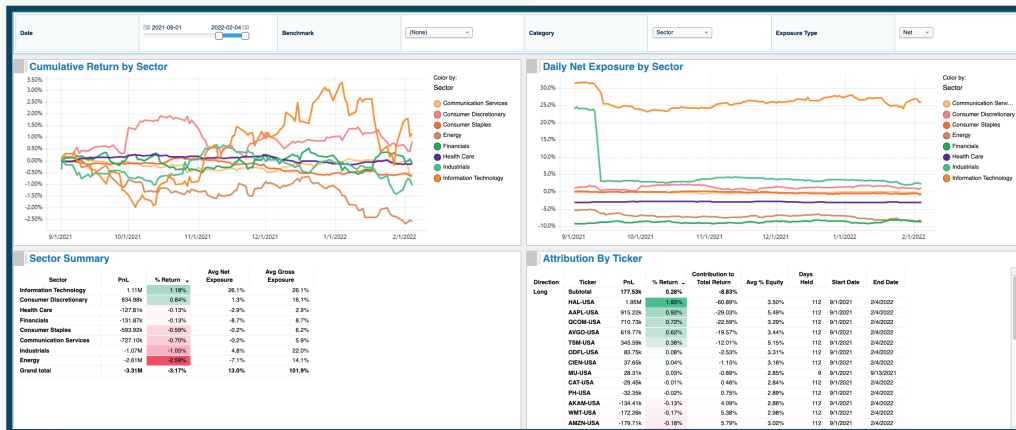 Date 2021-09-01 2022-02-04 Benchmark (None) Category Sector Exposure Type Net
Cumulative Return by Sector
3.50%
3.00%
2.50%
2.00%
1.50%
1.00%
0.50%
0.00%
-0.50%
-1.00%
-1.50%
-2.00%
-2.50%
9/1/2021 10/1/2021 11/1/2021 12/1/2021 1/1/2022 2/1/2022
Color by:
Sector
Communication Services
Consumer Discretionary
Consumer Staples
Energy
Financials
Health Care
Industrials
Information Technology
Daily Net Exposure by Sector
30.0%
25.0%
20.0%
15.0%
10.0%
5.0%
0.0%
-5.0%
-10.0%
9/1/2021 10/1/2021 11/1/2021 12/1/2021 1/1/2022 2/1/2022
Color by:
Sector
Communication Servi...
Consumer Discretionary
Consumer Staples
Energy
Financials
Health Care
Industrials
Information Technology
Sector Summary
Sector PnL % Return Avg Net Exposure Avg Gross Exposure
Information Technology 1.11M 1.18% 26.1% 26.1%
Consumer Discretionary 834.98k 0.84% 1.3% 16.1%
Health Care -127.81k -0.13% -2.9% 2.9%
Financials -131.87k -0.13% -8.7% 8.7%
Consumer Staples -593.92k -0.59% -0.2% 6.2%
Communication Services -727.10k -0.70% -0.2% 5.9%
Industrials -1.07M -1.05% 4.8% 22.0%
Energy -2.61M -2.59% -7.1% 14.1%
Grand total -3.31M -3.17% 13.0% 101.9%
Attribution By Ticker
Direction Ticker PnL % Return Contribution to Total Return Avg % Equity Days Held Start Date End Date
Long Subtotal 177.53k 0.28% -8.83%
HAL-USA 1.95M 1.93% -60.89% 3.50% 112 9/1/2021 2/4/2022
AAPL-USA 915.22k 0.92% -29.03% 5.49% 112 9/1/2021 2/4/2022
QCOM-USA 710.73k 0.72% -22.59% 3.29% 112 9/1/2021 2/4/2022
AVGO-USA 619.77k 0.62% -19.57% 3.44% 112 9/1/2021 2/4/2022
TSM-USA 345.59k 0.38% -12.01% 5.15% 112 9/1/2021 2/4/2022
ODFL-USA 83.75k 0.08% -2.53% 3.31% 112 9/1/2021 2/4/2022
CIEN-USA 37.65k 0.04% -1.15% 3.16% 112 9/1/2021 2/4/2022
MU-USA 28.31k 0.03% -0.89% 2.85% 9 9/1/2021 9/13/2021
CAT-USA -29.45k -0.01% 0.46% 2.84% 112 9/1/2021 2/4/2022
PH-USA -32.35k -0.02% 0.75% 2.89% 112 9/1/2021 2/4/2022
AKAM-USA -134.41k -0.13% 4.09% 2.86% 112 9/1/2021 2/4/2022
WMT-USA -172.26k -0.17% 5.38% 2.98% 112 9/1/2021 2/4/2022
AMZN-USA -179.71k -0.18% 5.79% 3.02% 112 9/1/2021 2/4/2022